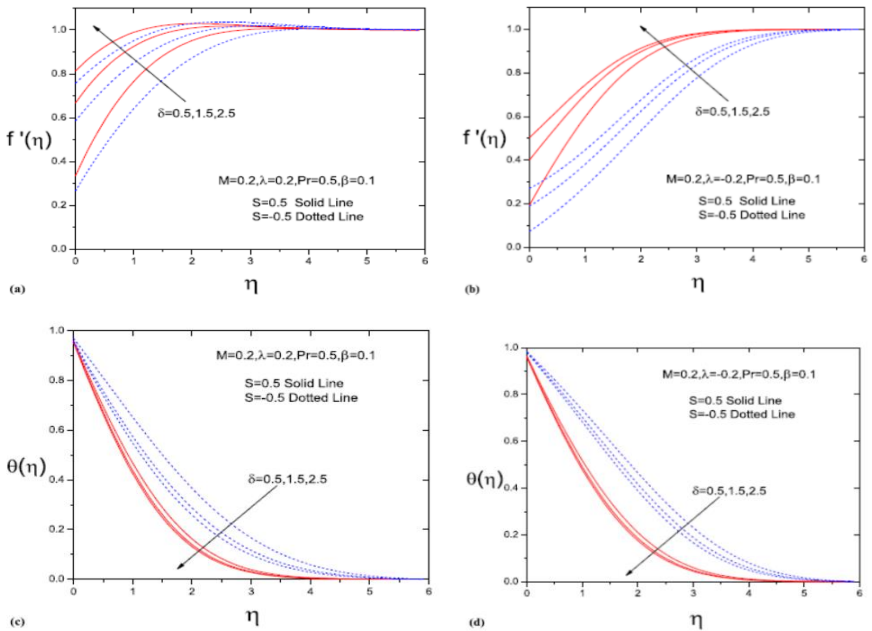 1.0
0.8
0.6
0.4
0.2
0.0
f '(η)
δ=0.5,1.5,2.5
M=0.2,λ=0.2,Pr=0.5,β=0.1
S=0.5 Solid Line
S=-0.5 Dotted Line
0 1 2 3 4 5 6
η
(a)
1.0
0.8
0.6
0.4
0.2
0.0
f '(η)
δ=0.5,1.5,2.5
M=0.2,λ=-0.2,Pr=0.5,β=0.1
S=0.5 Solid Line
S=-0.5 Dotted Line
0 1 2 3 4 5 6
η
(b)
1.0
0.8
0.6
0.4
0.2
0.0
θ(η)
M=0.2,λ=0.2,Pr=0.5,β=0.1
S=0.5 Solid Line
S=-0.5 Dotted Line
δ=0.5,1.5,2.5
0 1 2 3 4 5 6
η
(c)
1.0
0.8
0.6
0.4
0.2
0.0
θ(η)
M=0.2,λ=-0.2,Pr=0.5,β=0.1
S=0.5 Solid Line
S=-0.5 Dotted Line
δ=0.5,1.5,2.5
0 1 2 3 4 5 6
η
(d)